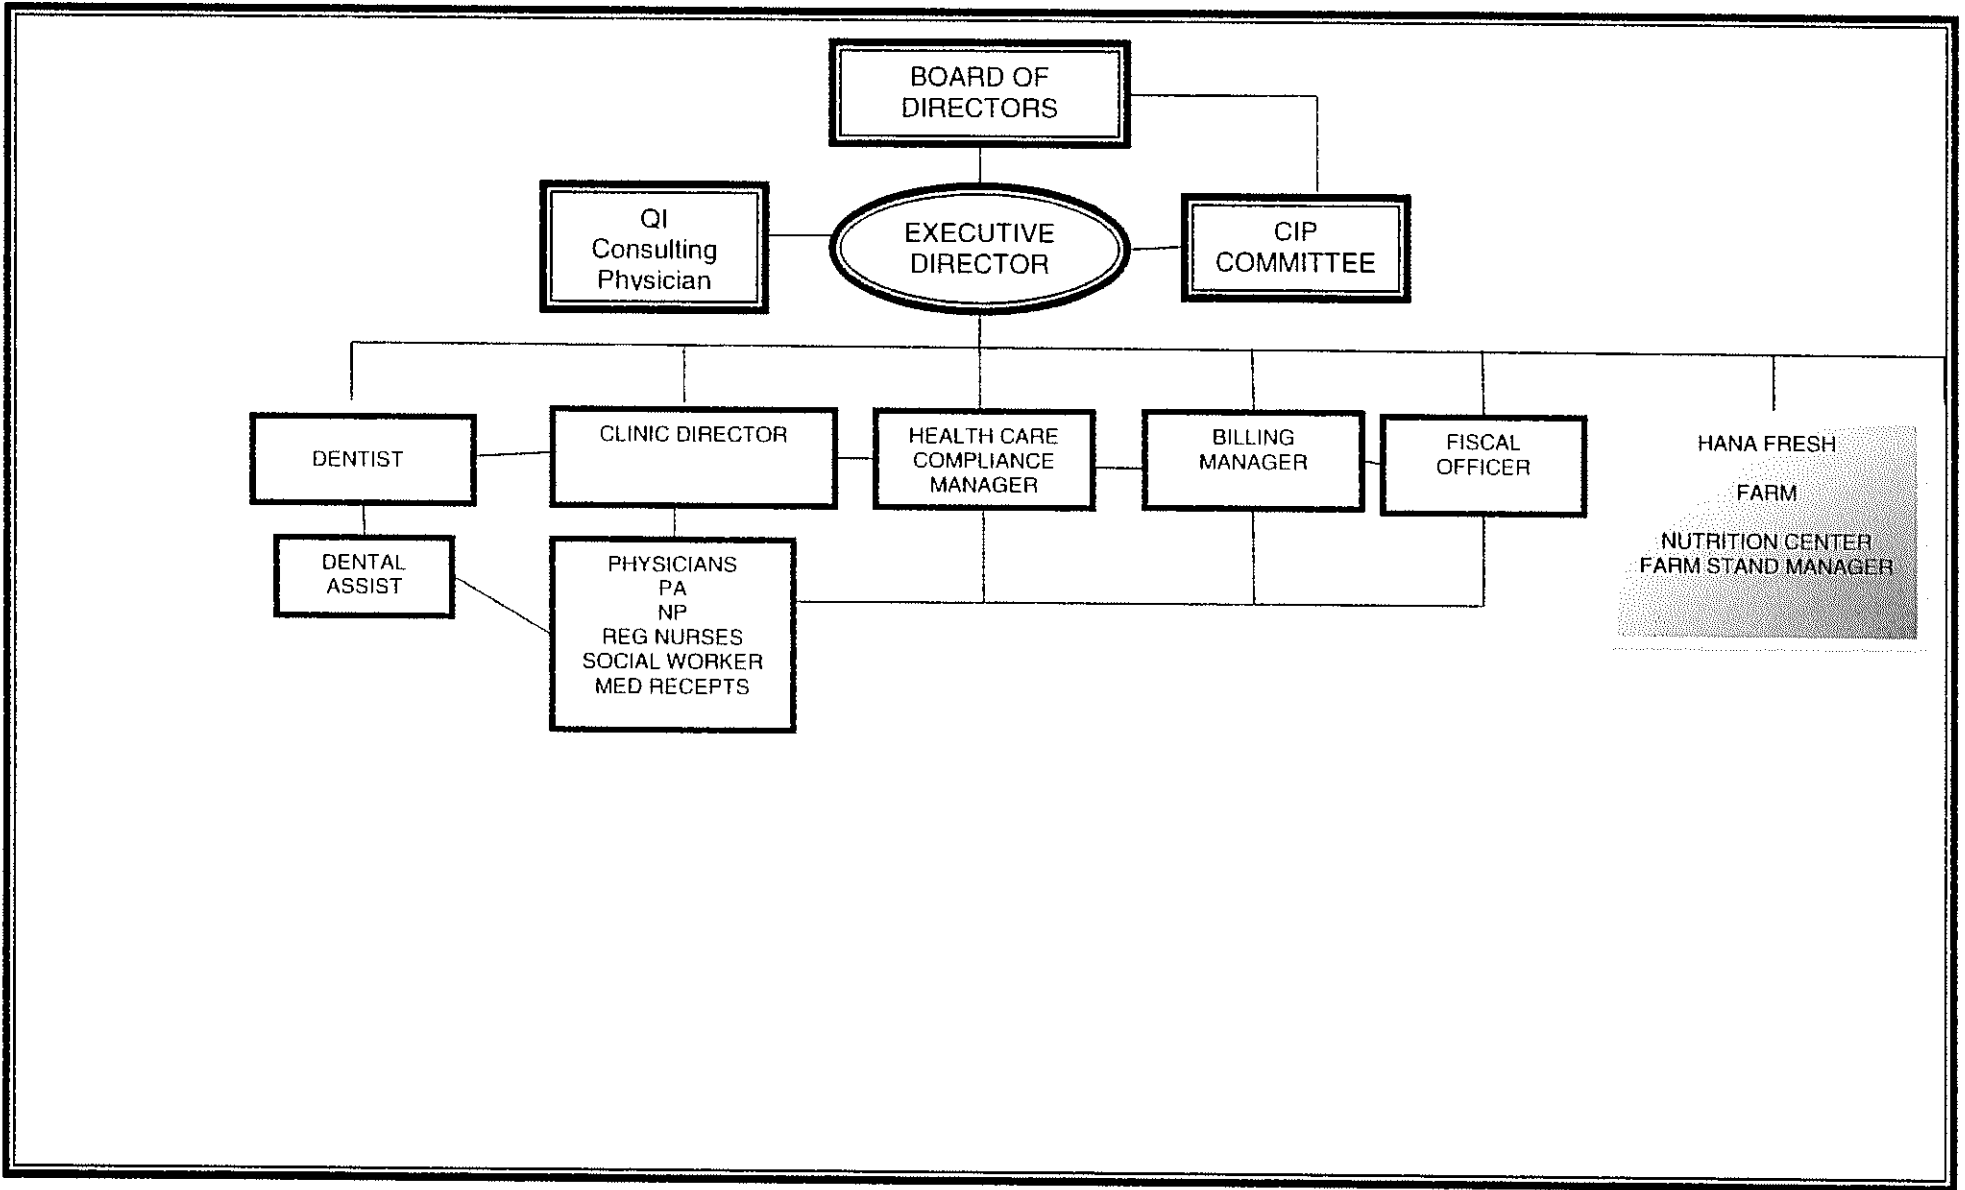 BOARD OF
DIRECTORS
QI
Consulting
Physician
EXECUTIVE
DIRECTOR
CIP
COMMITTEE
DENTIST
CLINIC DIRECTOR
HEALTH CARE
COMPLIANCE
MANAGER
BILLING
MANAGER
FISCAL
OFFICER
HANA FRESH
FARM
NUTRITION CENTER
FARM STAND MANAGER
DENTAL
ASSIST
PHYSICIANS
PA
NP
REG NURSES
SOCIAL WORKER
MED RECEPTS